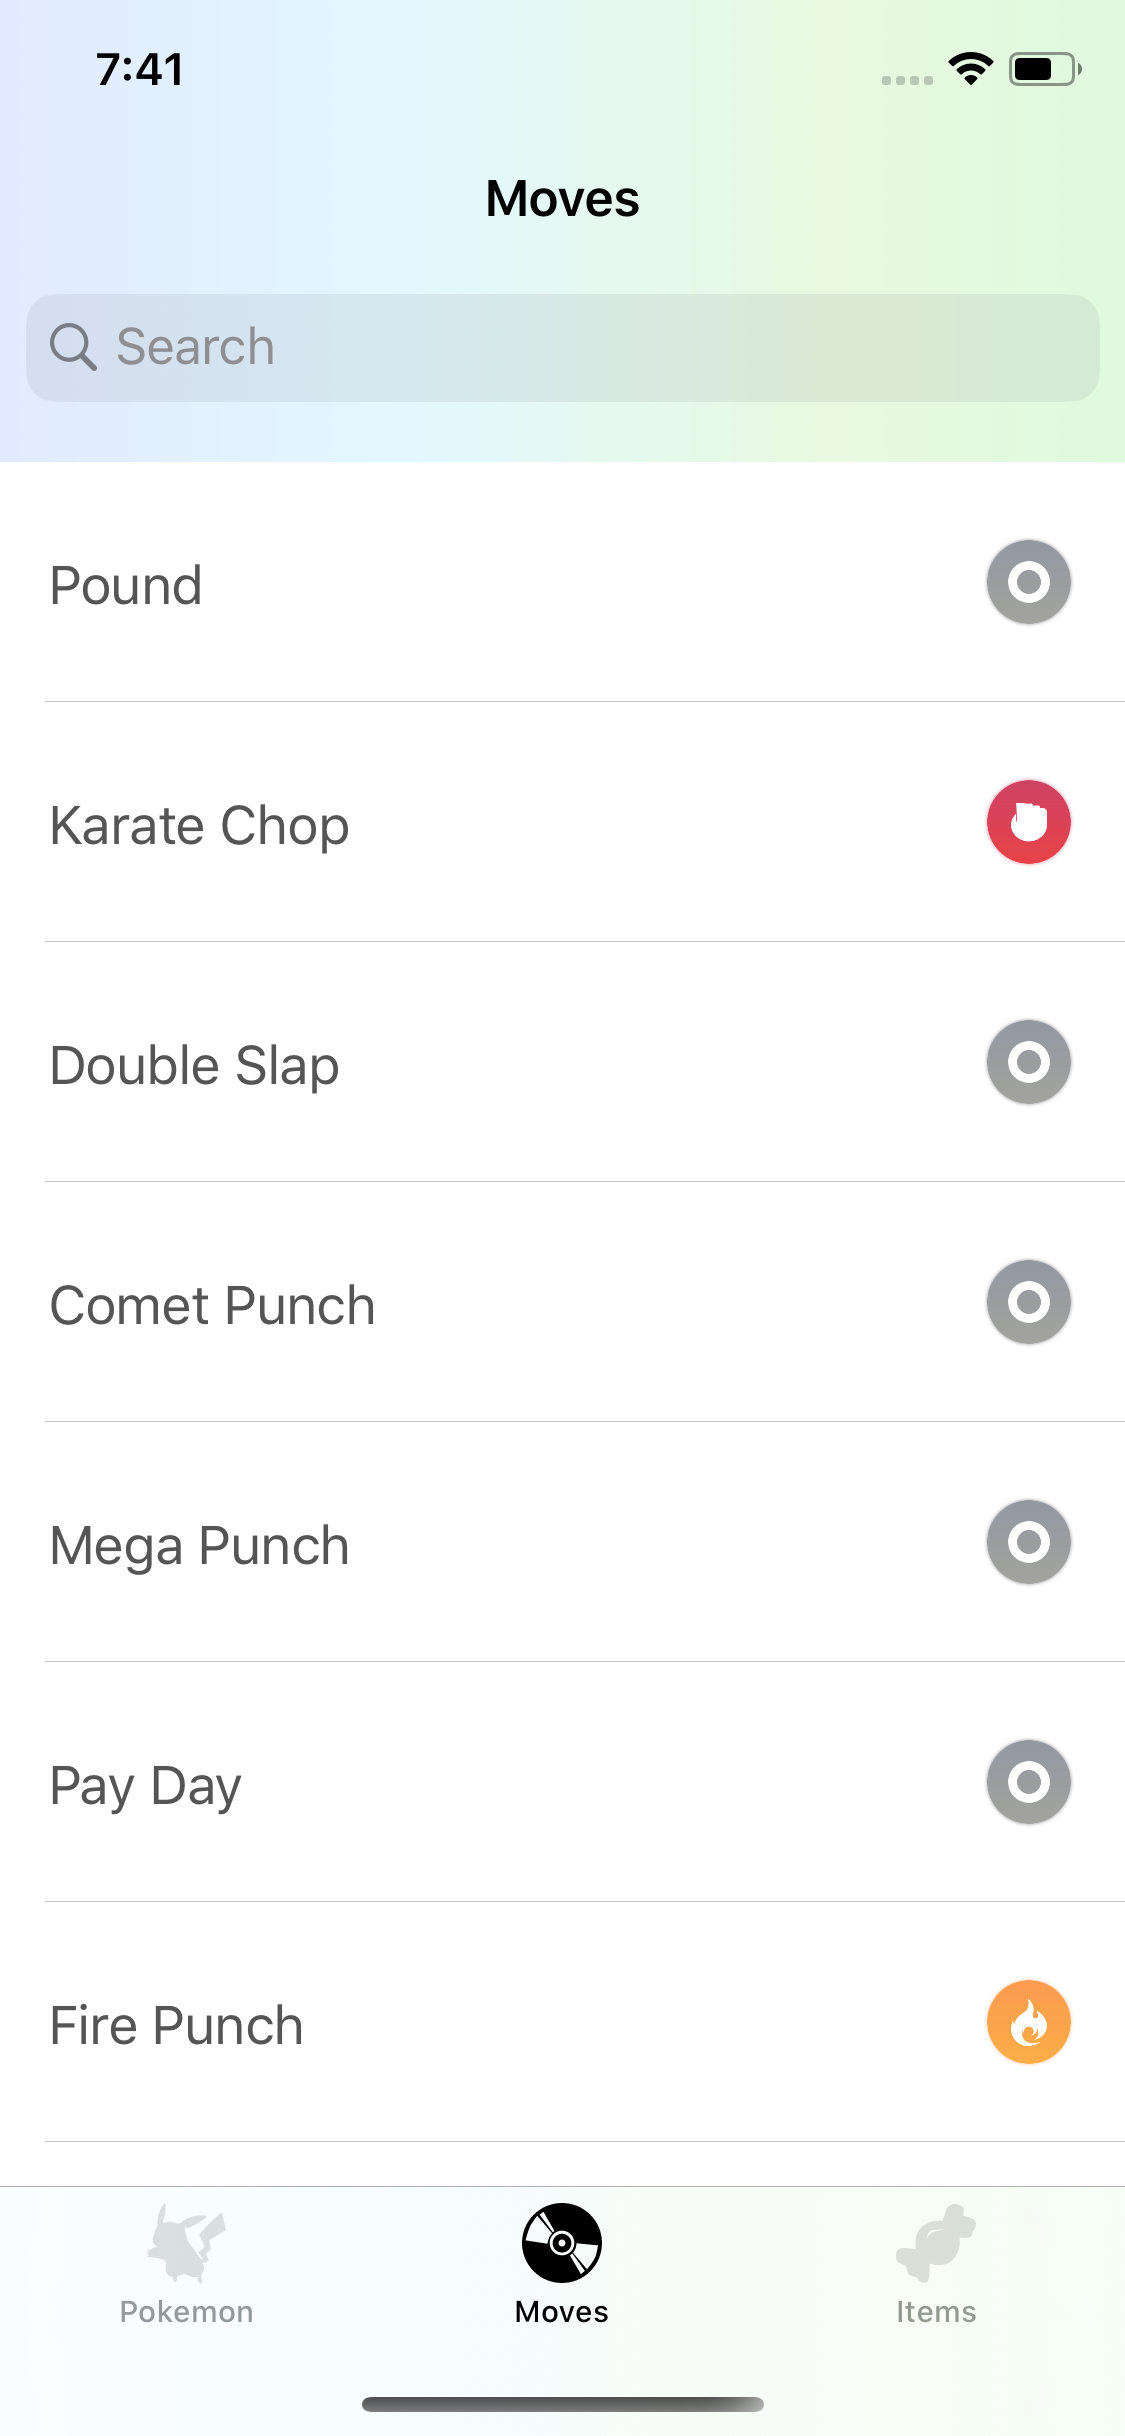 7:41
Moves
Search
Pound
Karate Chop
Double Slap
Comet Punch
Mega Punch
Pay Day
Fire Punch
Pokemon
Moves
Items